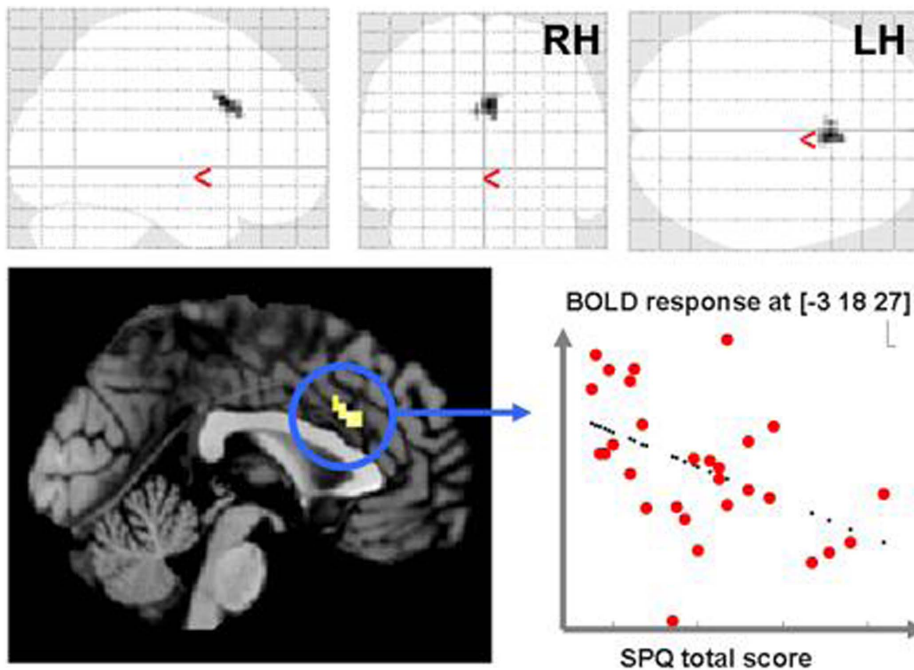 RH
LH
<
<
<
BOLD response at [-3 18 27]
SPQ total score